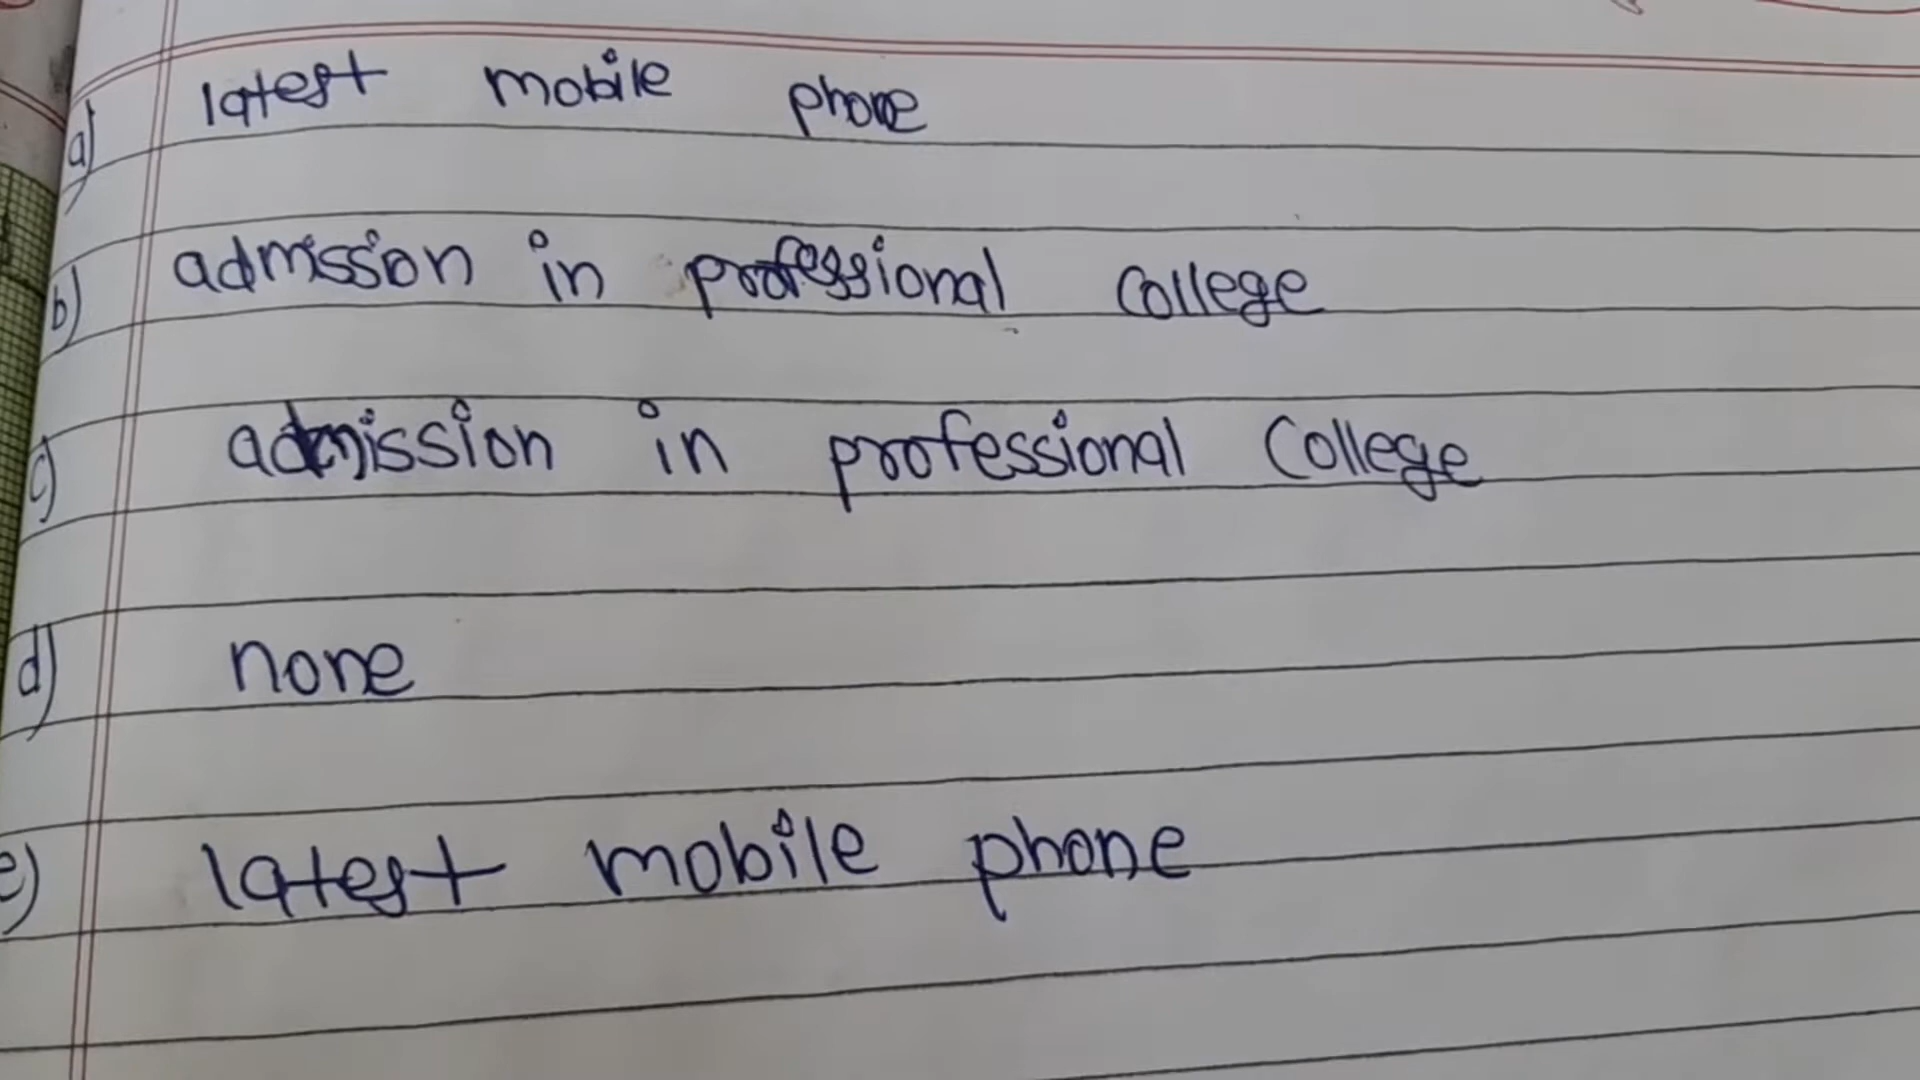 a) latest mobile phone
b) admission in professional college
c) admission in professional College
d) none
e) latest mobile phone